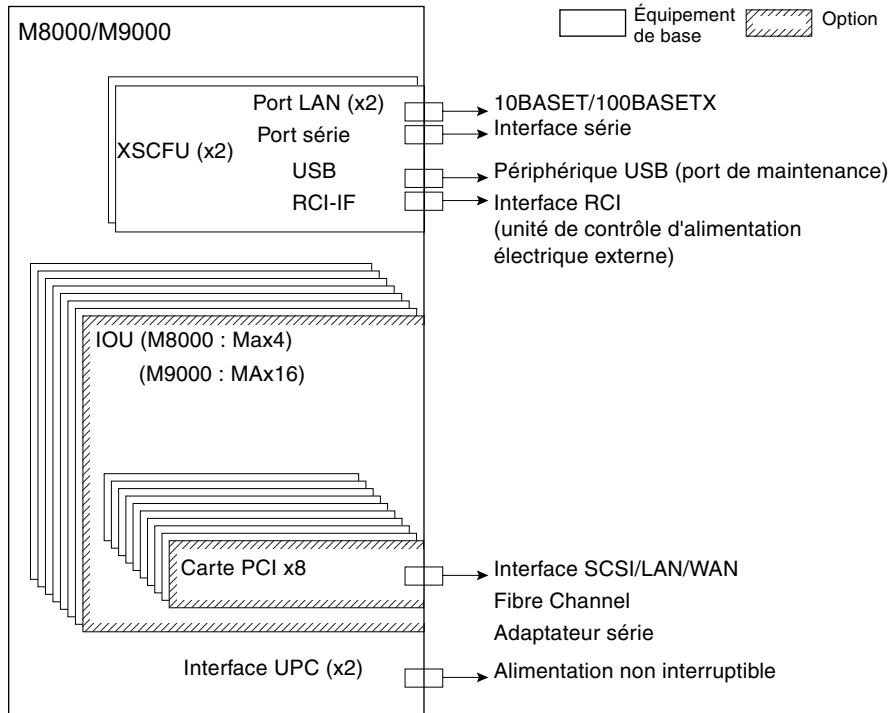 M8000/M9000
Équipement
de base
Option
Port LAN (x2)
10BASET/100BASETX
Port série
Interface série
XSCFU (x2)
USB
Périphérique USB (port de maintenance)
RCI-IF
Interface RCI
(unité de contrôle d'alimentation
électrique externe)
IOU (M8000 : Max4)
(M9000 : MAx16)
Carte PCI x8
Interface SCSI/LAN/WAN
Fibre Channel
Adaptateur série
Interface UPC (x2)
Alimentation non interruptible